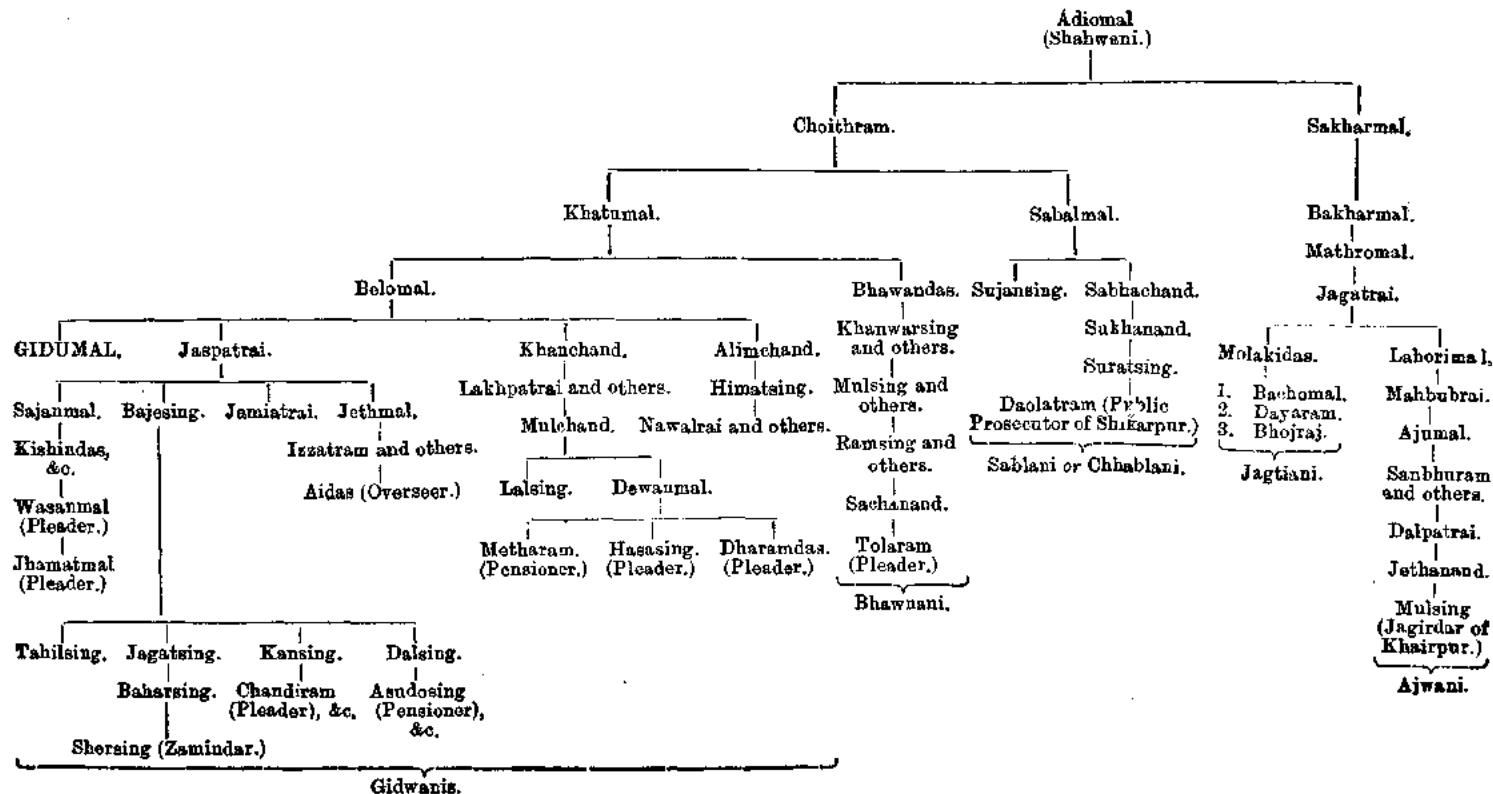 Adiomal
(Shahwani.)
Choithram. Sakharmal.
Khatumal. Sabalmal. Bakharmal.
Mathromal.
Belomal. Bhawandas. Sujansing. Sabhachand. Jagatrai.
GIDUMAL. Jaspatrai. Khanchand. Alimchand. Khanwarsing
and others. Sukhanand. Molakidas. Lahorimal.
Lakhpatrai and others. Himatsing. Suratsing.
Sajanmal. Bajesing. Jamiatrai. Jethmal. Mulsing and
others. 1. Bachomal. Mahbubrai.
Mulchand. Nawalrai and others. Daolatram (Public
Prosecutor of Shikarpur.) 2. Dayaram.
3. Bhojraj. Ajumal.
Kishindas,
&c. Izzatram and others. Ramsing and
others. Sablani or Chhablani. Jagtiani. Sanbhuram
and others.
Lalsing. Dewanmal. Aidas (Overseer.)
Wasanmal
(Pleader.) Sachanand. Dalpatrai.
Jhamatmal
(Pleader.) Metharam.
(Pensioner.) Hasasing.
(Pleader.) Dharamdas.
(Pleader.) Tolaram
(Pleader.) Jethanand.
Bhawnani. Mulsing
(Jagirdar of
Khairpur.)
Tahilsing. Jagatsing. Kansing. Dalsing.
Baharsing. Chandiram
(Pleader), &c. Asudosing
(Pensioner),
&c. Ajwani.
Shersing (Zamindar.)
Gidwanis.